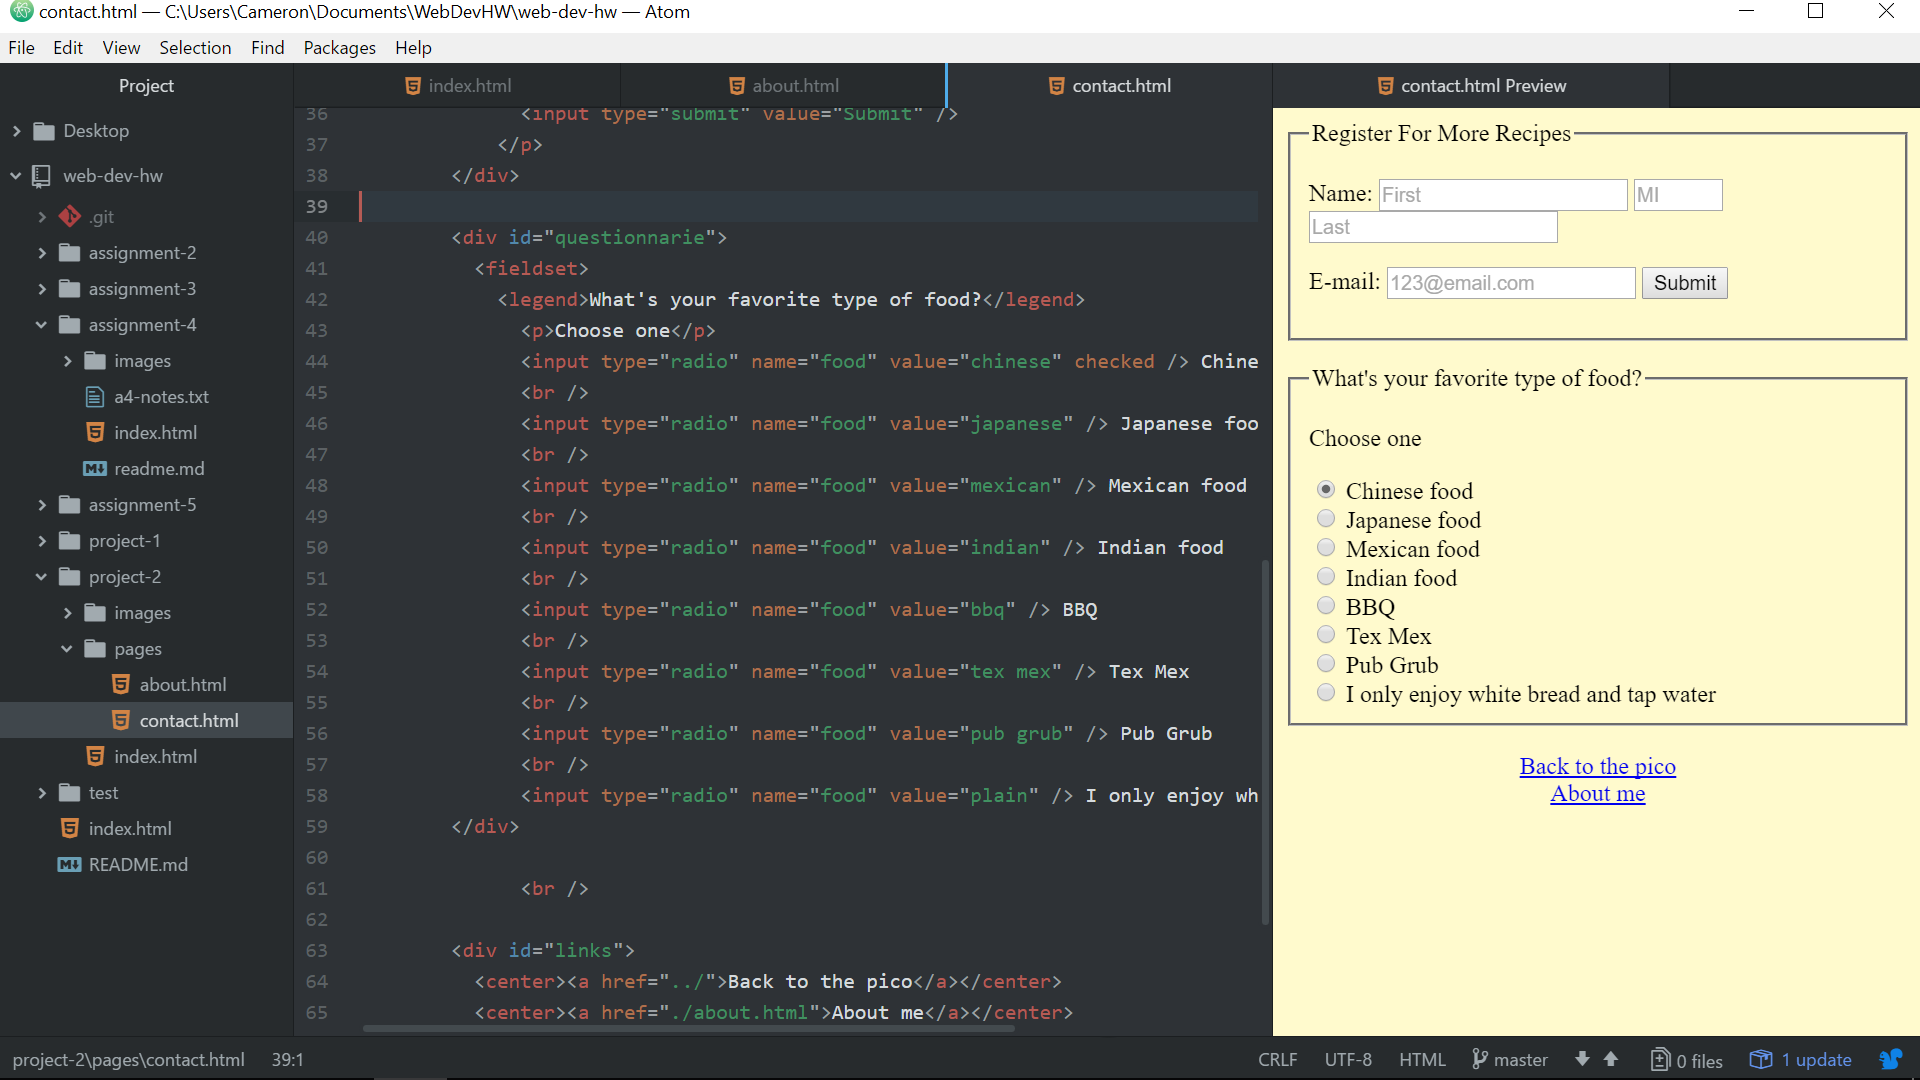 contact.html — C:\Users\Cameron\Documents\WebDevHW\web-dev-hw — Atom
File Edit View Selection Find Packages Help
Project
Desktop
web-dev-hw
.git
assignment-2
assignment-3
assignment-4
images
a4-notes.txt
index.html
readme.md
assignment-5
project-1
project-2
images
pages
about.html
contact.html
index.html
test
index.html
README.md
index.html about.html contact.html contact.html Preview
36 <input type="submit" value="Submit" />
37 </p>
38 </div>
39
40 <div id="questionnarie">
41 <fieldset>
42 <legend>What's your favorite type of food?</legend>
43 <p>Choose one</p>
44 <input type="radio" name="food" value="chinese" checked /> Chine
45 <br />
46 <input type="radio" name="food" value="japanese" /> Japanese foo
47 <br />
48 <input type="radio" name="food" value="mexican" /> Mexican food
49 <br />
50 <input type="radio" name="food" value="indian" /> Indian food
51 <br />
52 <input type="radio" name="food" value="bbq" /> BBQ
53 <br />
54 <input type="radio" name="food" value="tex mex" /> Tex Mex
55 <br />
56 <input type="radio" name="food" value="pub grub" /> Pub Grub
57 <br />
58 <input type="radio" name="food" value="plain" /> I only enjoy wh
59 </div>
60
61 <br />
62
63 <div id="links">
64 <center><a href="../">Back to the pico</a></center>
65 <center><a href="./about.html">About me</a></center>
Register For More Recipes
Name: First MI
Last
E-mail: 123@email.com Submit
What's your favorite type of food?
Choose one
Chinese food
Japanese food
Mexican food
Indian food
BBQ
Tex Mex
Pub Grub
I only enjoy white bread and tap water
Back to the pico
About me
project-2\pages\contact.html 39:1 CRLF UTF-8 HTML master 0 files 1 update